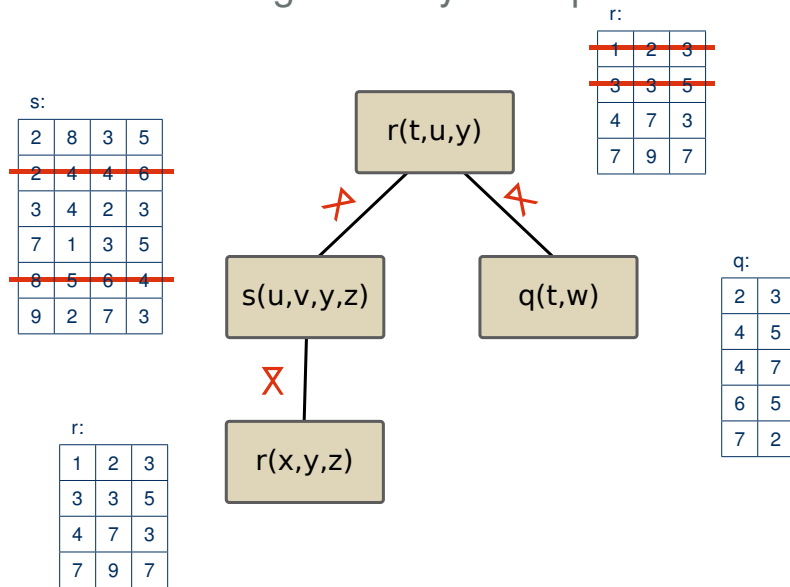 r:
1 2 3
3 3 5
4 7 3
7 9 7
r(t,u,y)
s:
2 8 3 5
2 4 4 6
3 4 2 3
7 1 3 5
8 5 6 4
9 2 7 3
s(u,v,y,z)
q(t,w)
q:
2 3
4 5
4 7
6 5
7 2
r(x,y,z)
r:
1 2 3
3 3 5
4 7 3
7 9 7